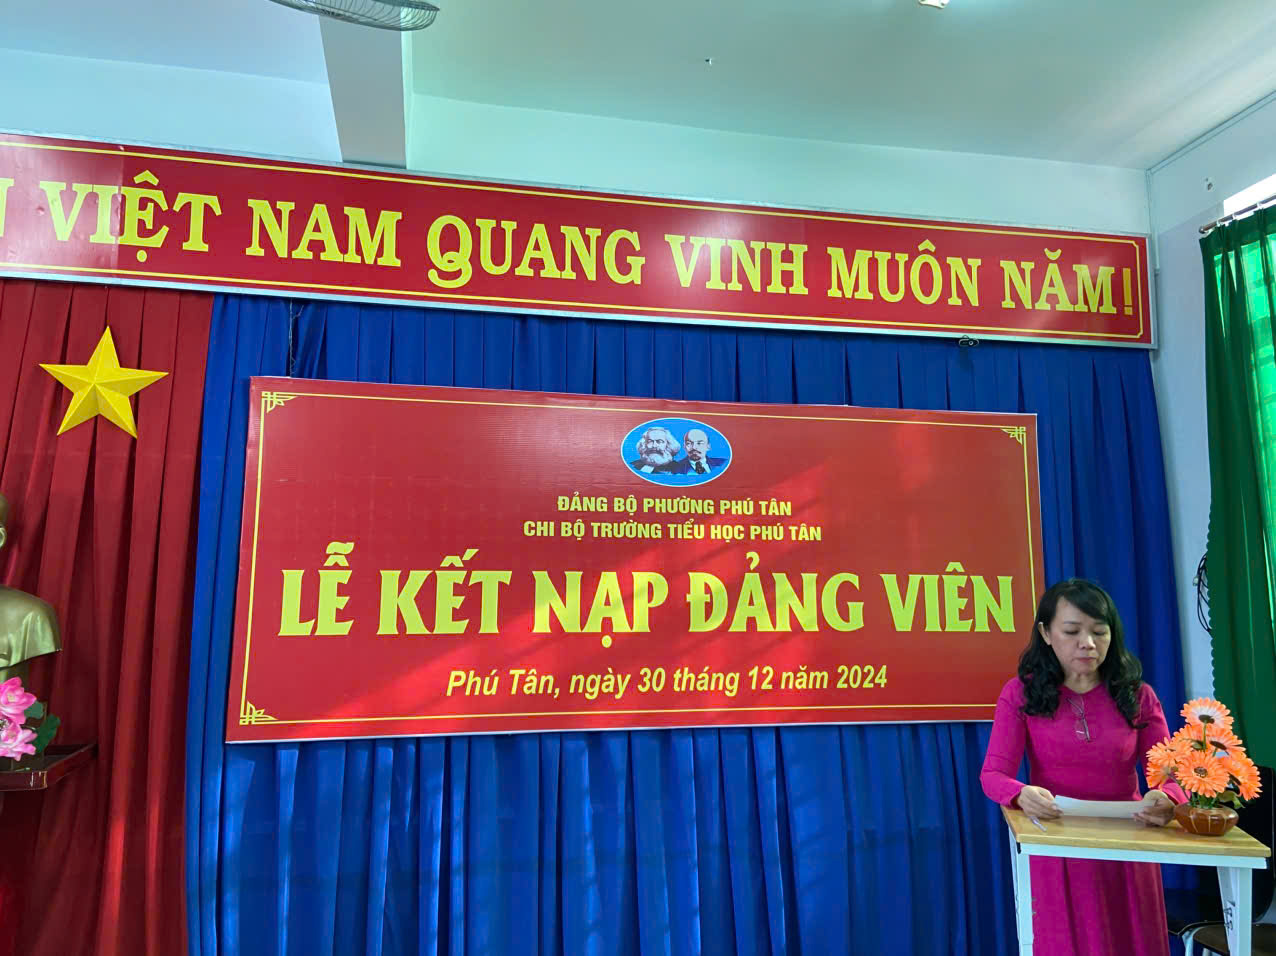 VIỆT NAM QUANG VINH MUÔN NĂM!
ĐẢNG BỘ PHƯỜNG PHÚ TÂN
CHI BỘ TRƯỜNG TIỂU HỌC PHÚ TÂN
LỄ KẾT NẠP ĐẢNG VIÊN
Phú Tân, ngày 30 tháng 12 năm 2024